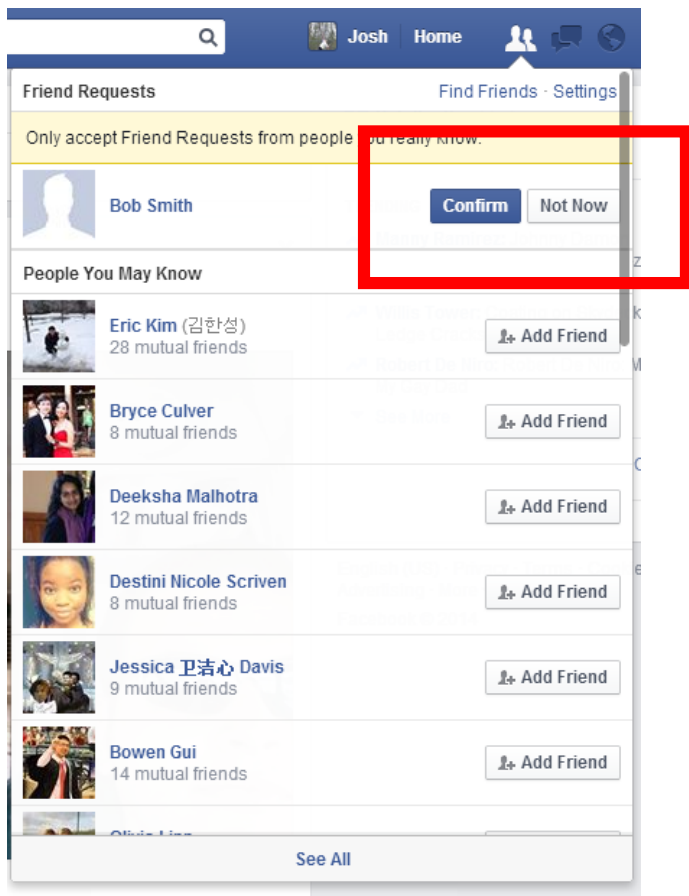 Josh Home
Friend Requests Find Friends · Settings
Only accept Friend Requests from people you really know.
Bob Smith Confirm Not Now
People You May Know
Eric Kim (김한성)
28 mutual friends
Add Friend
Bryce Culver
8 mutual friends
Add Friend
Deeksha Malhotra
12 mutual friends
Add Friend
Destini Nicole Scriven
8 mutual friends
Add Friend
Jessica 卫洁心 Davis
9 mutual friends
Add Friend
Bowen Gui
14 mutual friends
Add Friend
See All